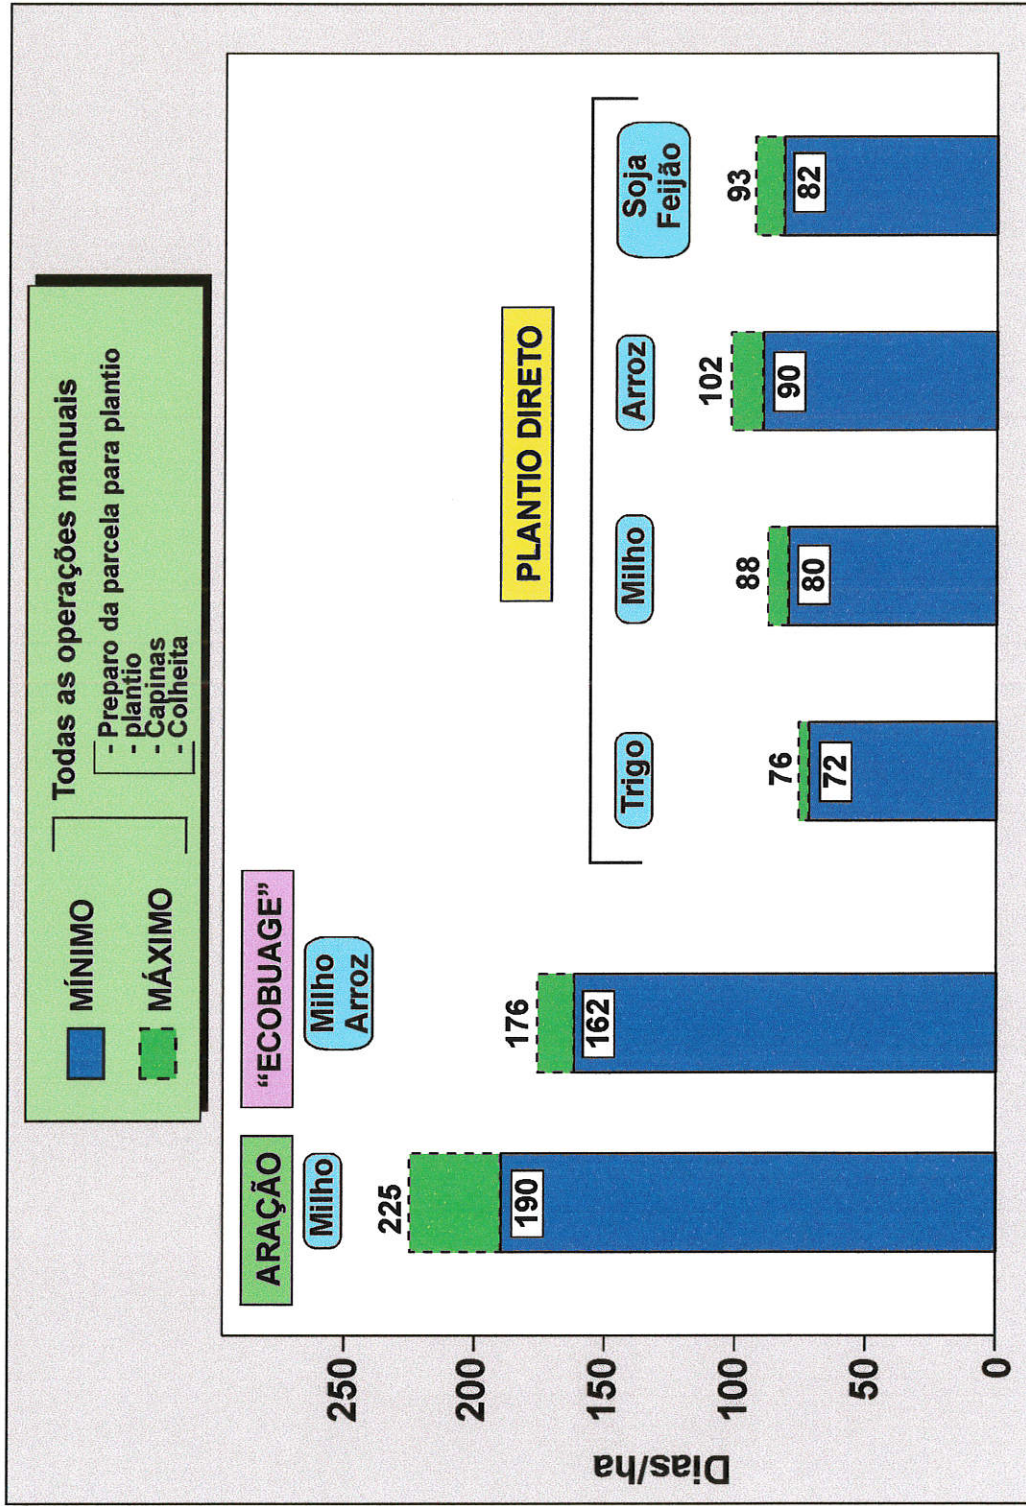 MÍNIMO
MÁXIMO
Todas as operações manuais
- Preparo da parcela para plantio
- plantio
- Capinas
- Colheita
Dias/ha
250
200
150
100
50
0
ARAÇÃO
Milho
225
190
“ECOBUAGE”
Milho
Arroz
176
162
PLANTIO DIRETO
Trigo
76
72
Milho
88
80
Arroz
102
90
Soja
Feijão
93
82